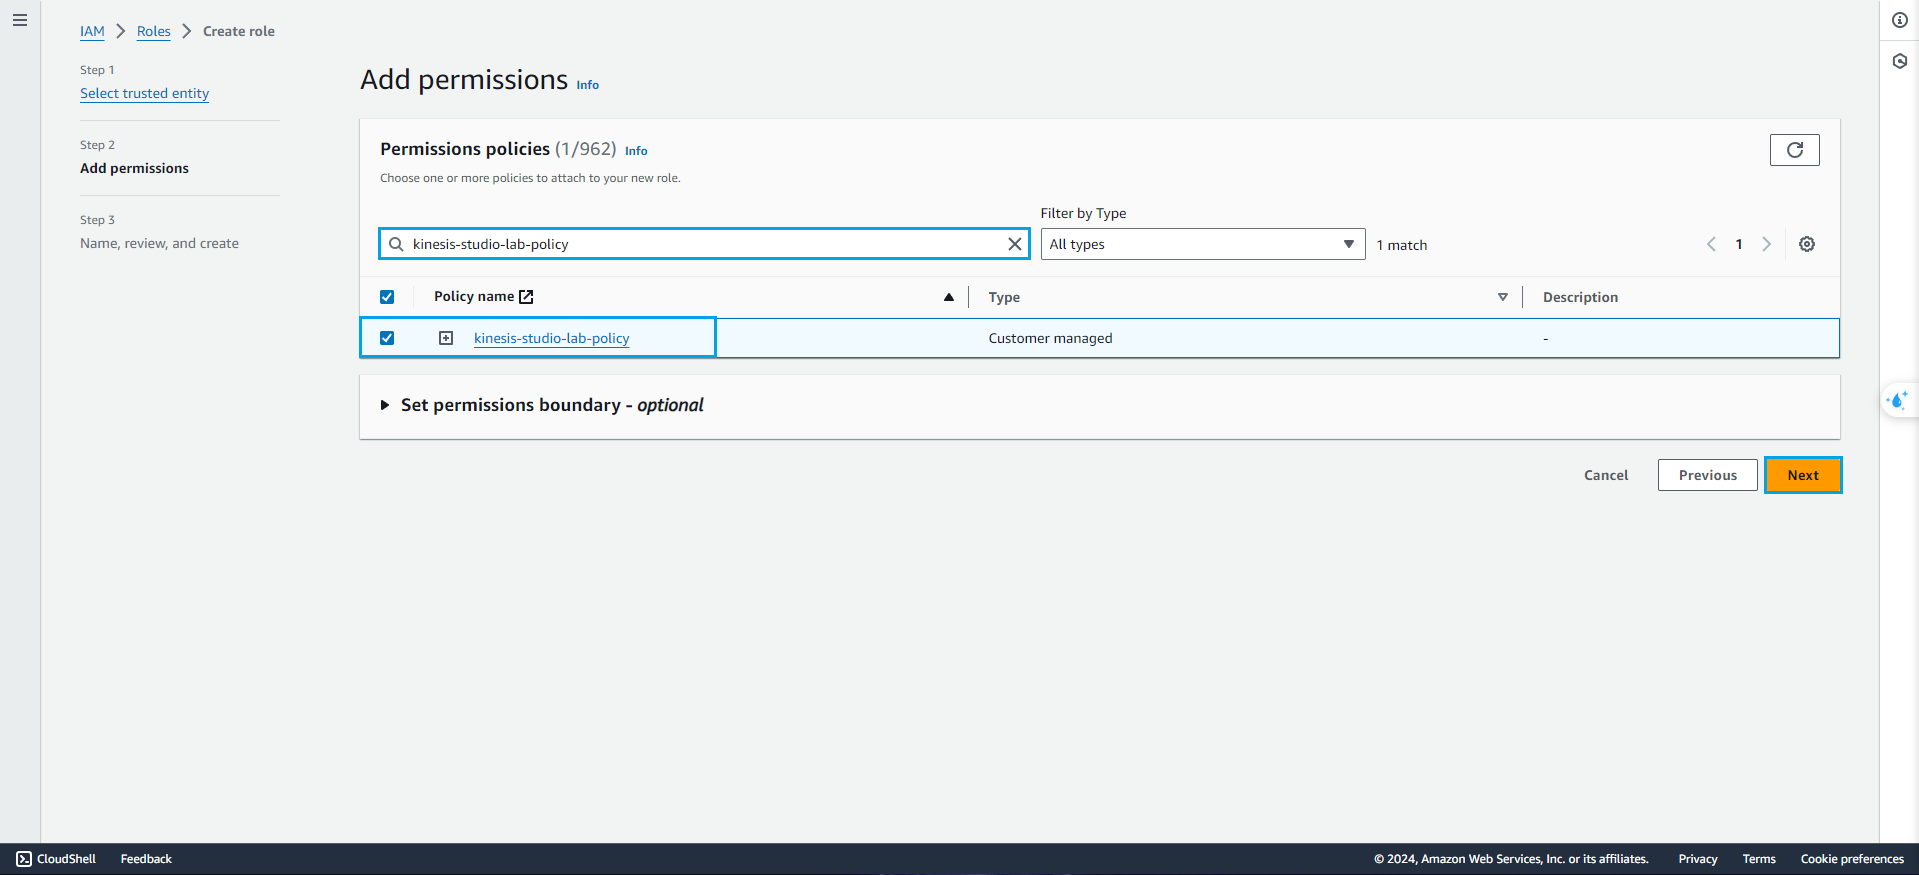 IAM > Roles > Create role
Step 1
Select trusted entity
Step 2
Add permissions
Step 3
Name, review, and create
Add permissions Info
Permissions policies (1/962) Info
Choose one or more policies to attach to your new role.
Filter by Type
kinesis-studio-lab-policy
All types
1 match
1
Policy name
Type
Description
kinesis-studio-lab-policy
Customer managed
-
Set permissions boundary - optional
Cancel
Previous
Next
CloudShell
Feedback
© 2024, Amazon Web Services, Inc. or its affiliates.
Privacy
Terms
Cookie preferences